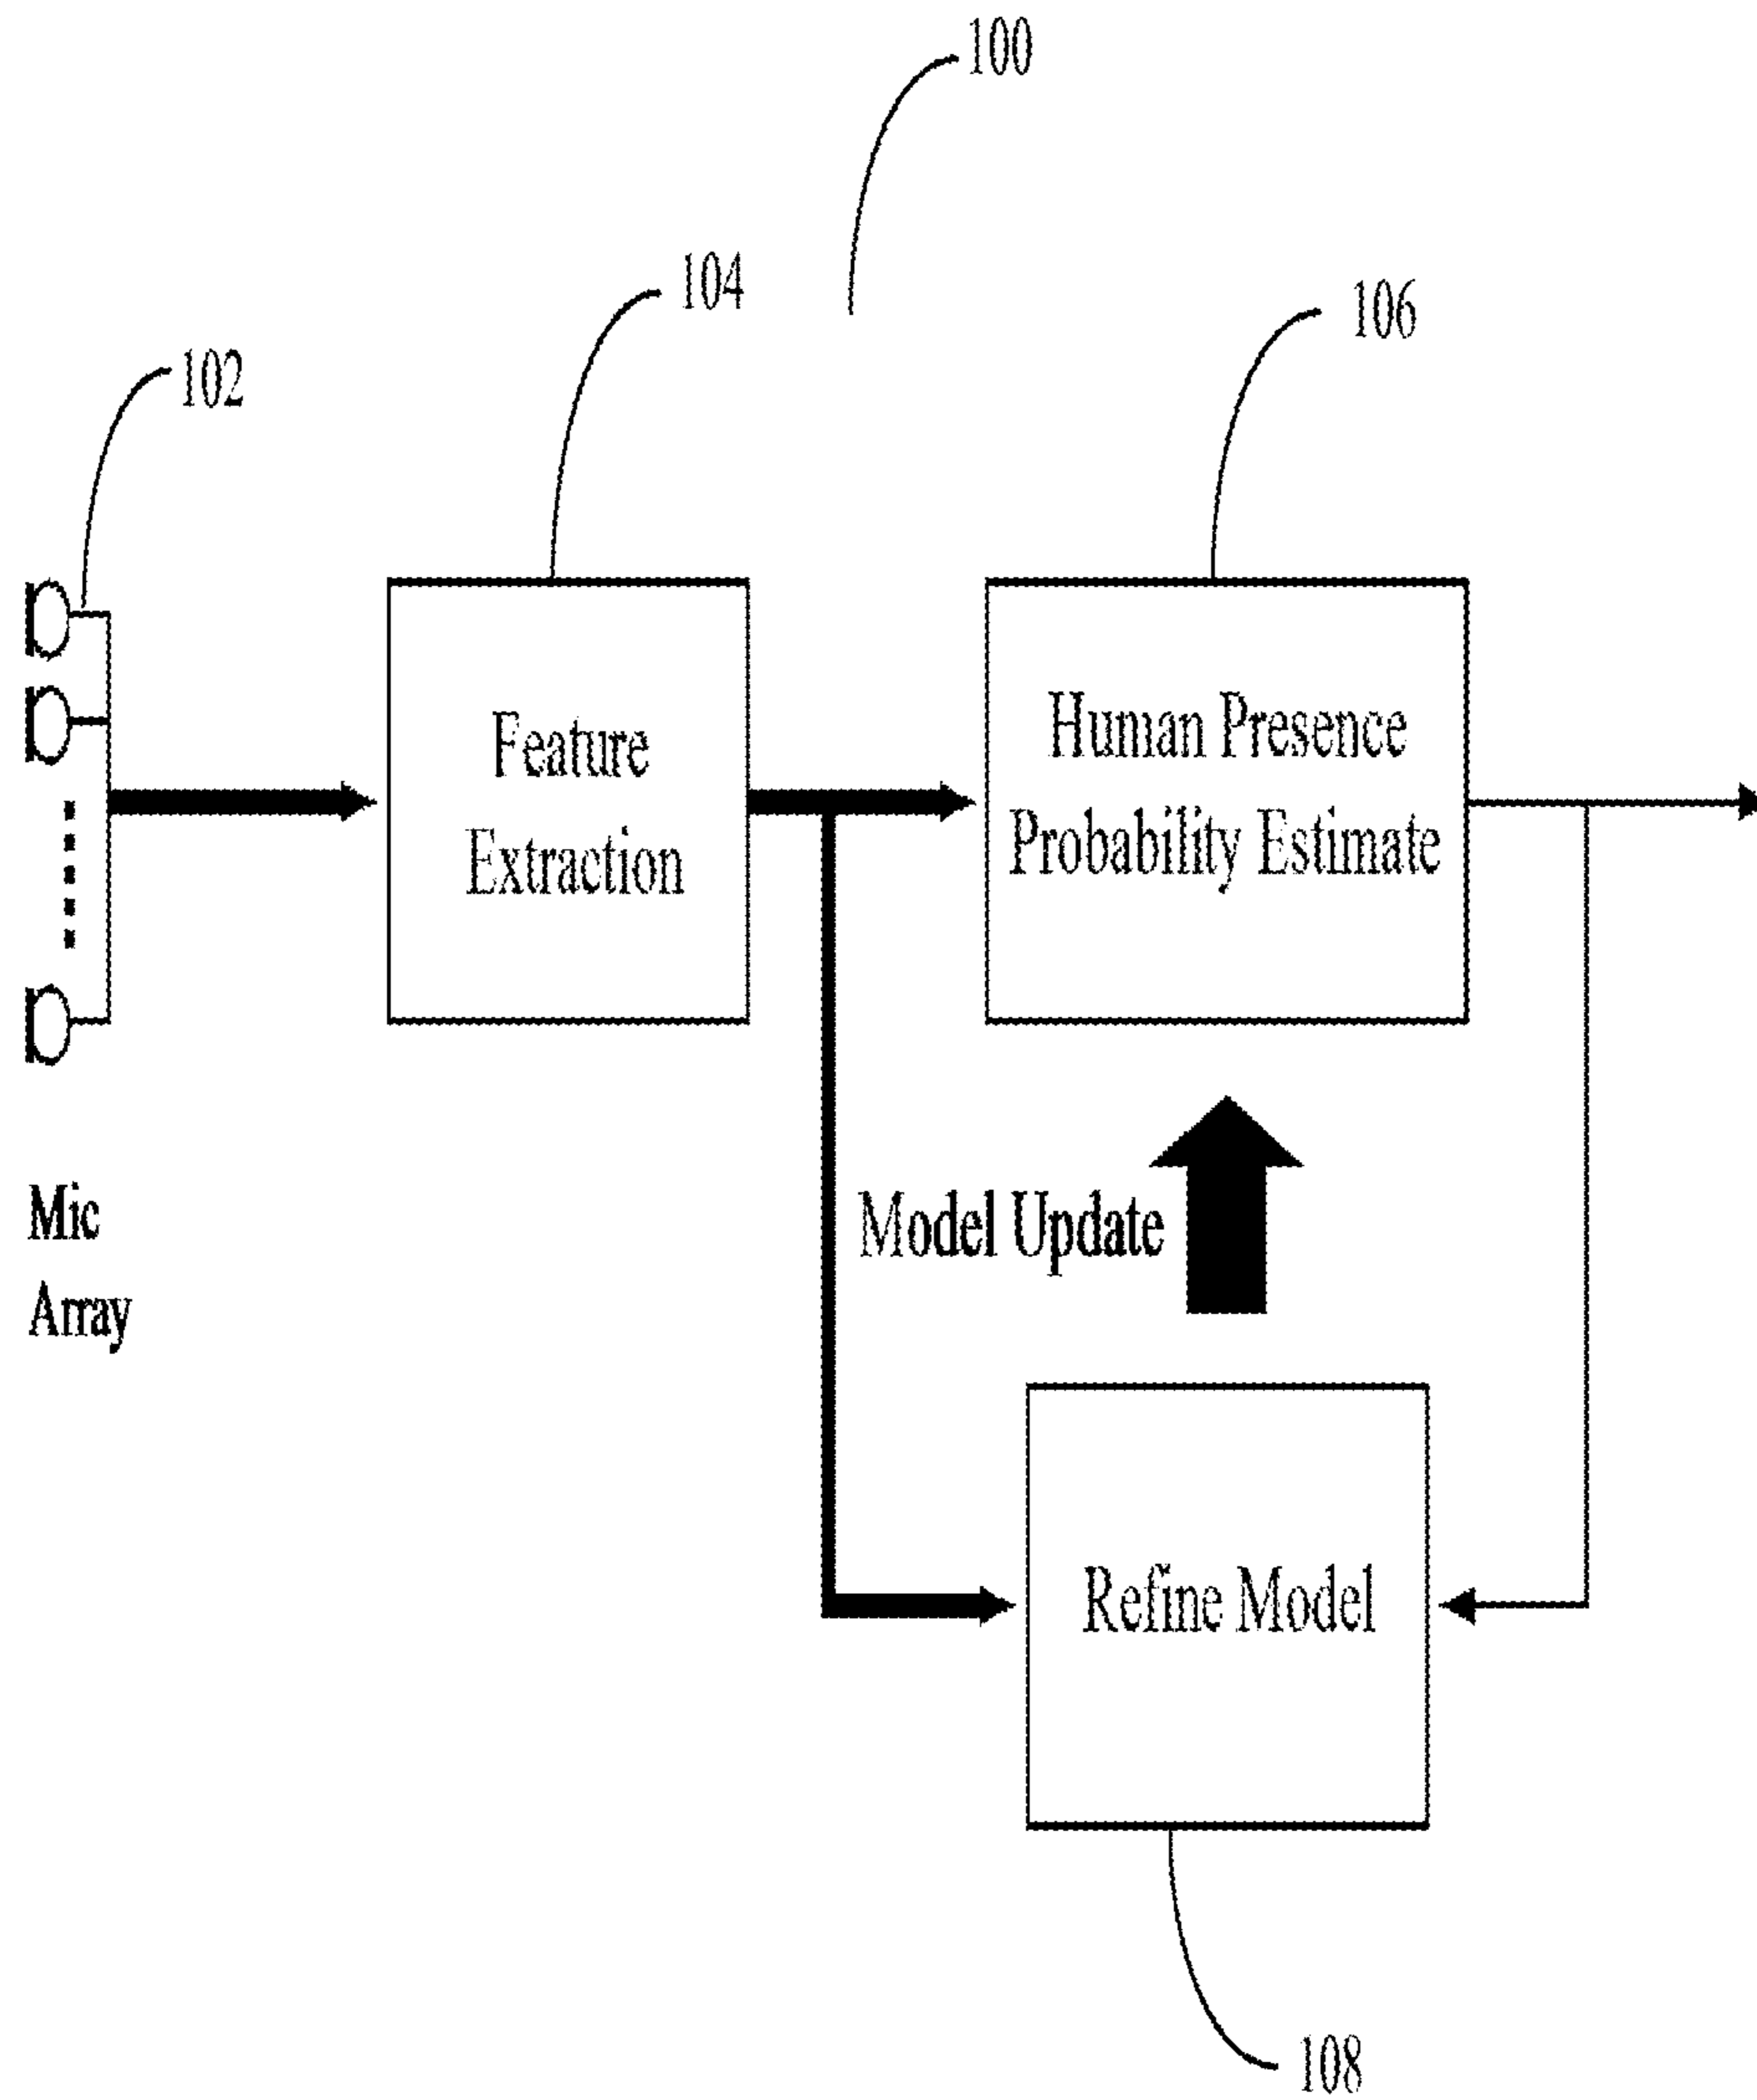 100
104
106
102
Feature
Extraction
Human Presence
Probability Estimate
Mic
Array
Model Update
Refine Model
108